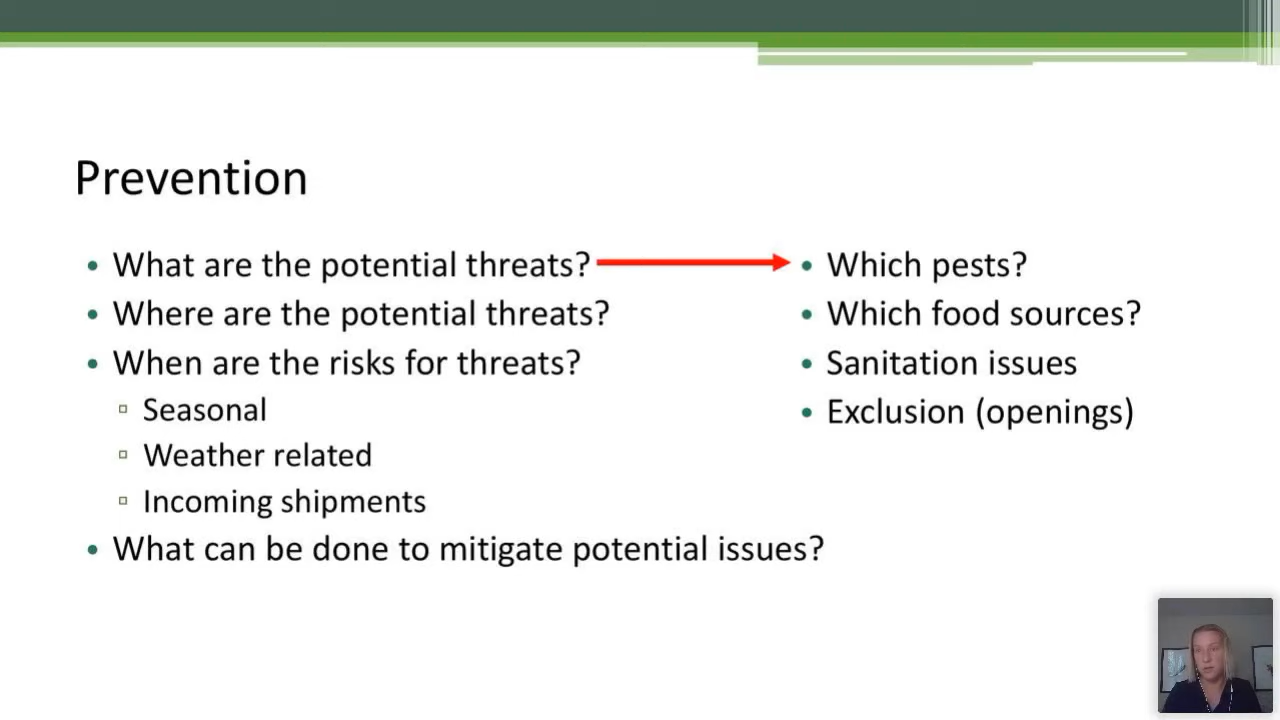 Prevention
What are the potential threats?
Where are the potential threats?
When are the risks for threats?
Seasonal
Weather related
Incoming shipments
What can be done to mitigate potential issues?
Which pests?
Which food sources?
Sanitation issues
Exclusion (openings)